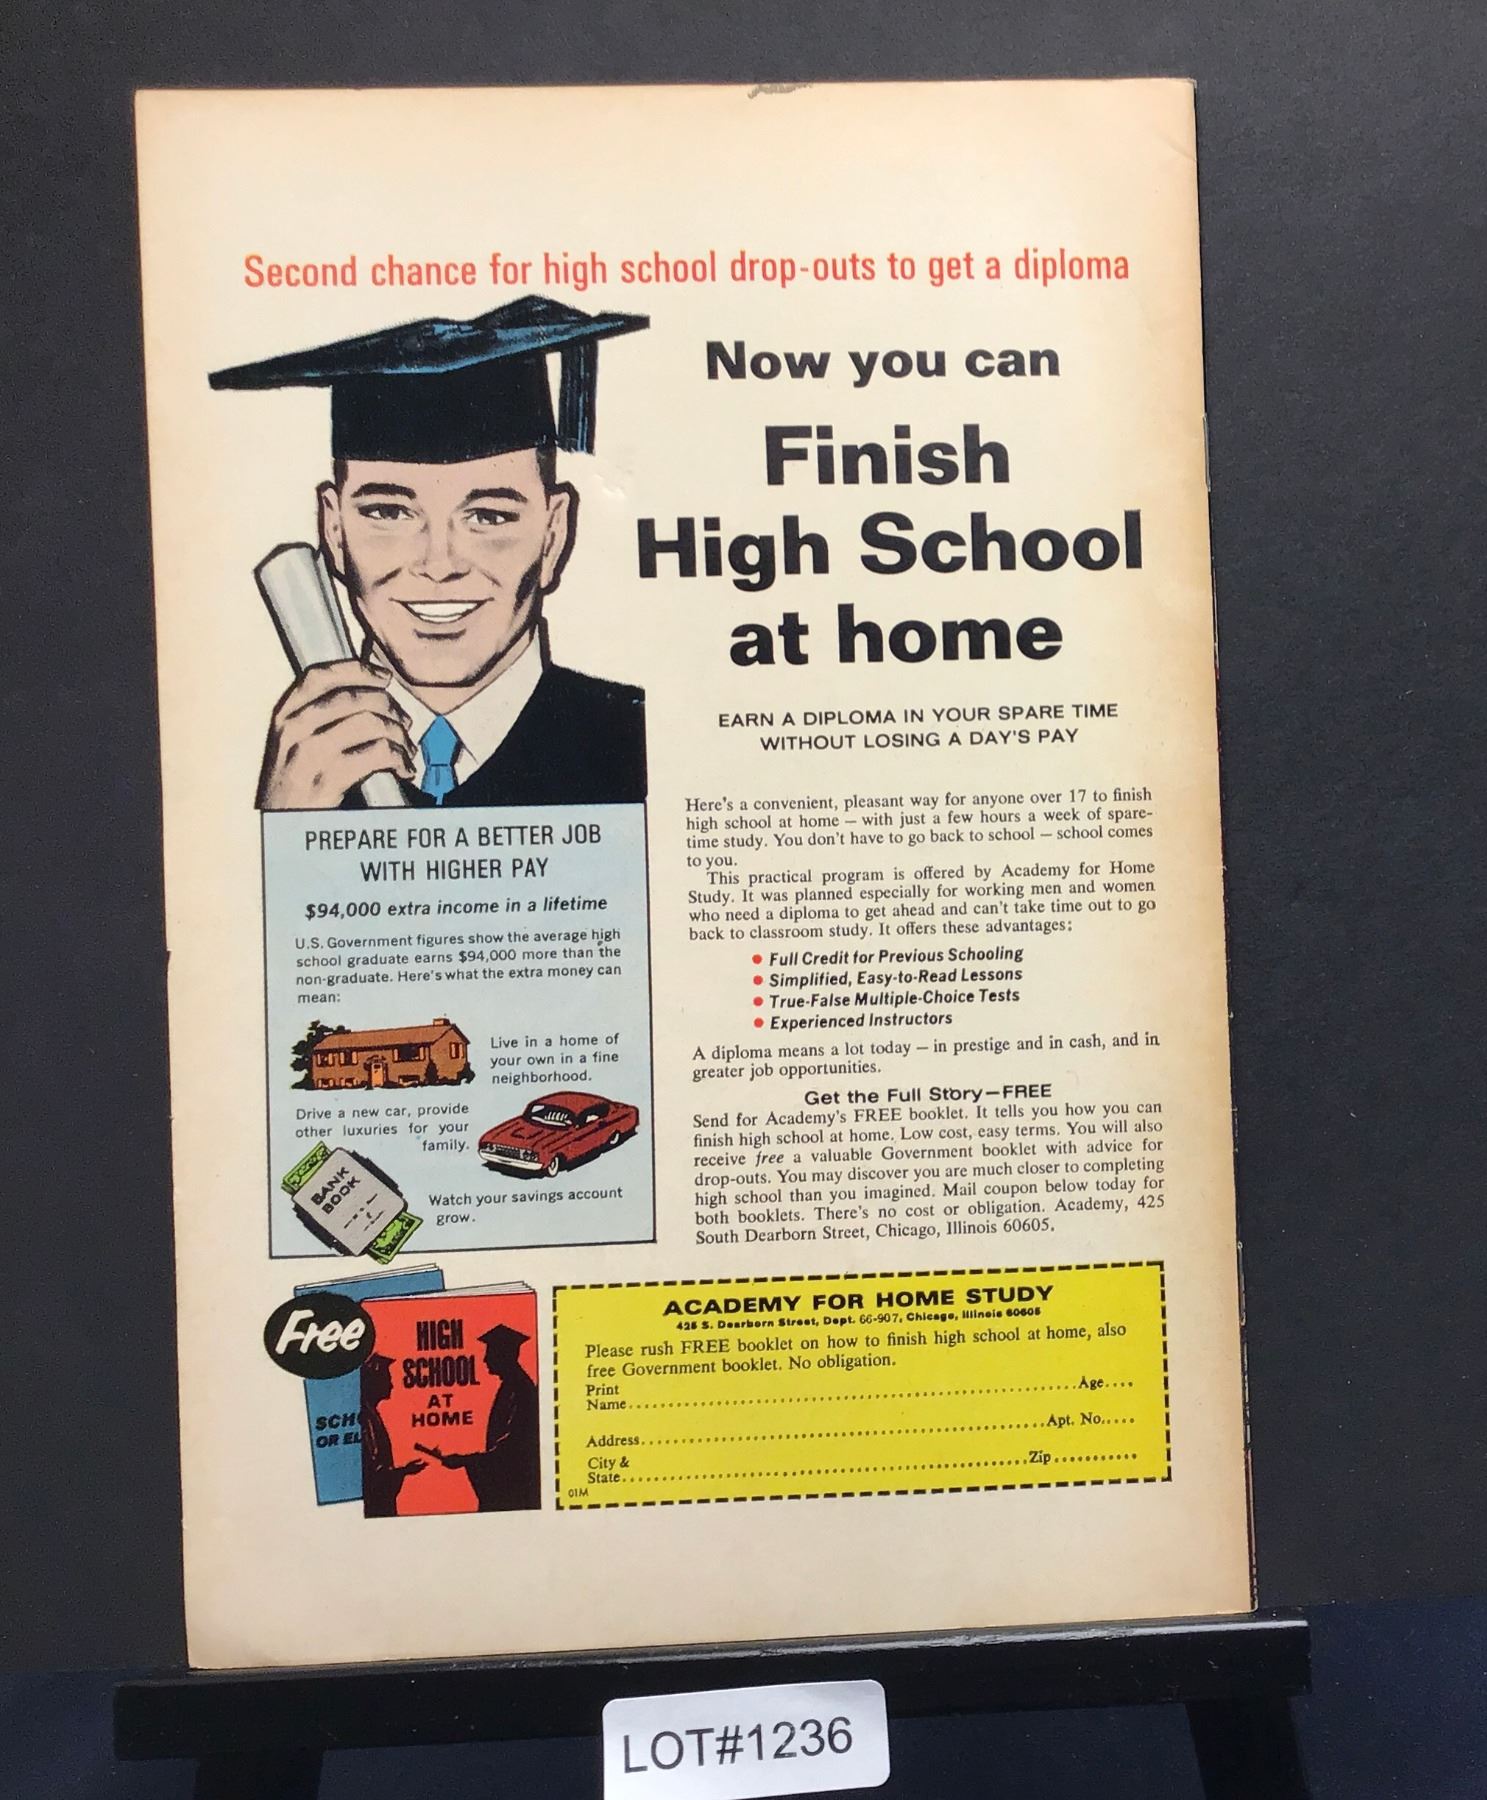 Second chance for high school drop-outs to get a diploma
Now you can
Finish
High School
at home
EARN A DIPLOMA IN YOUR SPARE TIME
WITHOUT LOSING A DAY'S PAY
PREPARE FOR A BETTER JOB
WITH HIGHER PAY
$94,000 extra income in a lifetime
U.S. Government figures show the average high
school graduate earns $94,000 more than the
non-graduate. Here's what the extra money can
mean:
Live in a home of
your own in a fine
neighborhood.
Drive a new car, provide
other luxuries for your
family.
BANK
BOOK
Watch your savings account
grow.
Here's a convenient, pleasant way for anyone over 17 to finish
high school at home — with just a few hours a week of spare-
time study. You don't have to go back to school — school comes
to you.
This practical program is offered by Academy for Home
Study. It was planned especially for working men and women
who need a diploma to get ahead and can't take time out to go
back to classroom study. It offers these advantages:
• Full Credit for Previous Schooling
• Simplified, Easy-to-Read Lessons
• True-False Multiple-Choice Tests
• Experienced Instructors
A diploma means a lot today — in prestige and in cash, and in
greater job opportunities.
Get the Full Story—FREE
Send for Academy's FREE booklet. It tells you how you can
finish high school at home. Low cost, easy terms. You will also
receive free a valuable Government booklet with advice for
drop-outs. You may discover you are much closer to completing
high school than you imagined. Mail coupon below today for
both booklets. There's no cost or obligation. Academy, 425
South Dearborn Street, Chicago, Illinois 60605.
Free
HIGH
SCHOOL
AT
HOME
SCH
OR EL
ACADEMY FOR HOME STUDY
425 S. Dearborn Street, Dept. 66-907, Chicago, Illinois 60605
Please rush FREE booklet on how to finish high school at home, also
free Government booklet. No obligation.
Print
Name..........Age....
Address..........Apt. No.....
City &
State..........Zip...........
01M
LOT#1236